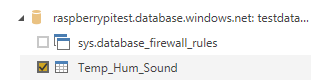 raspberrypitest.database.windows.net: testdata...
sys.database_firewall_rules
Temp_Hum_Sound